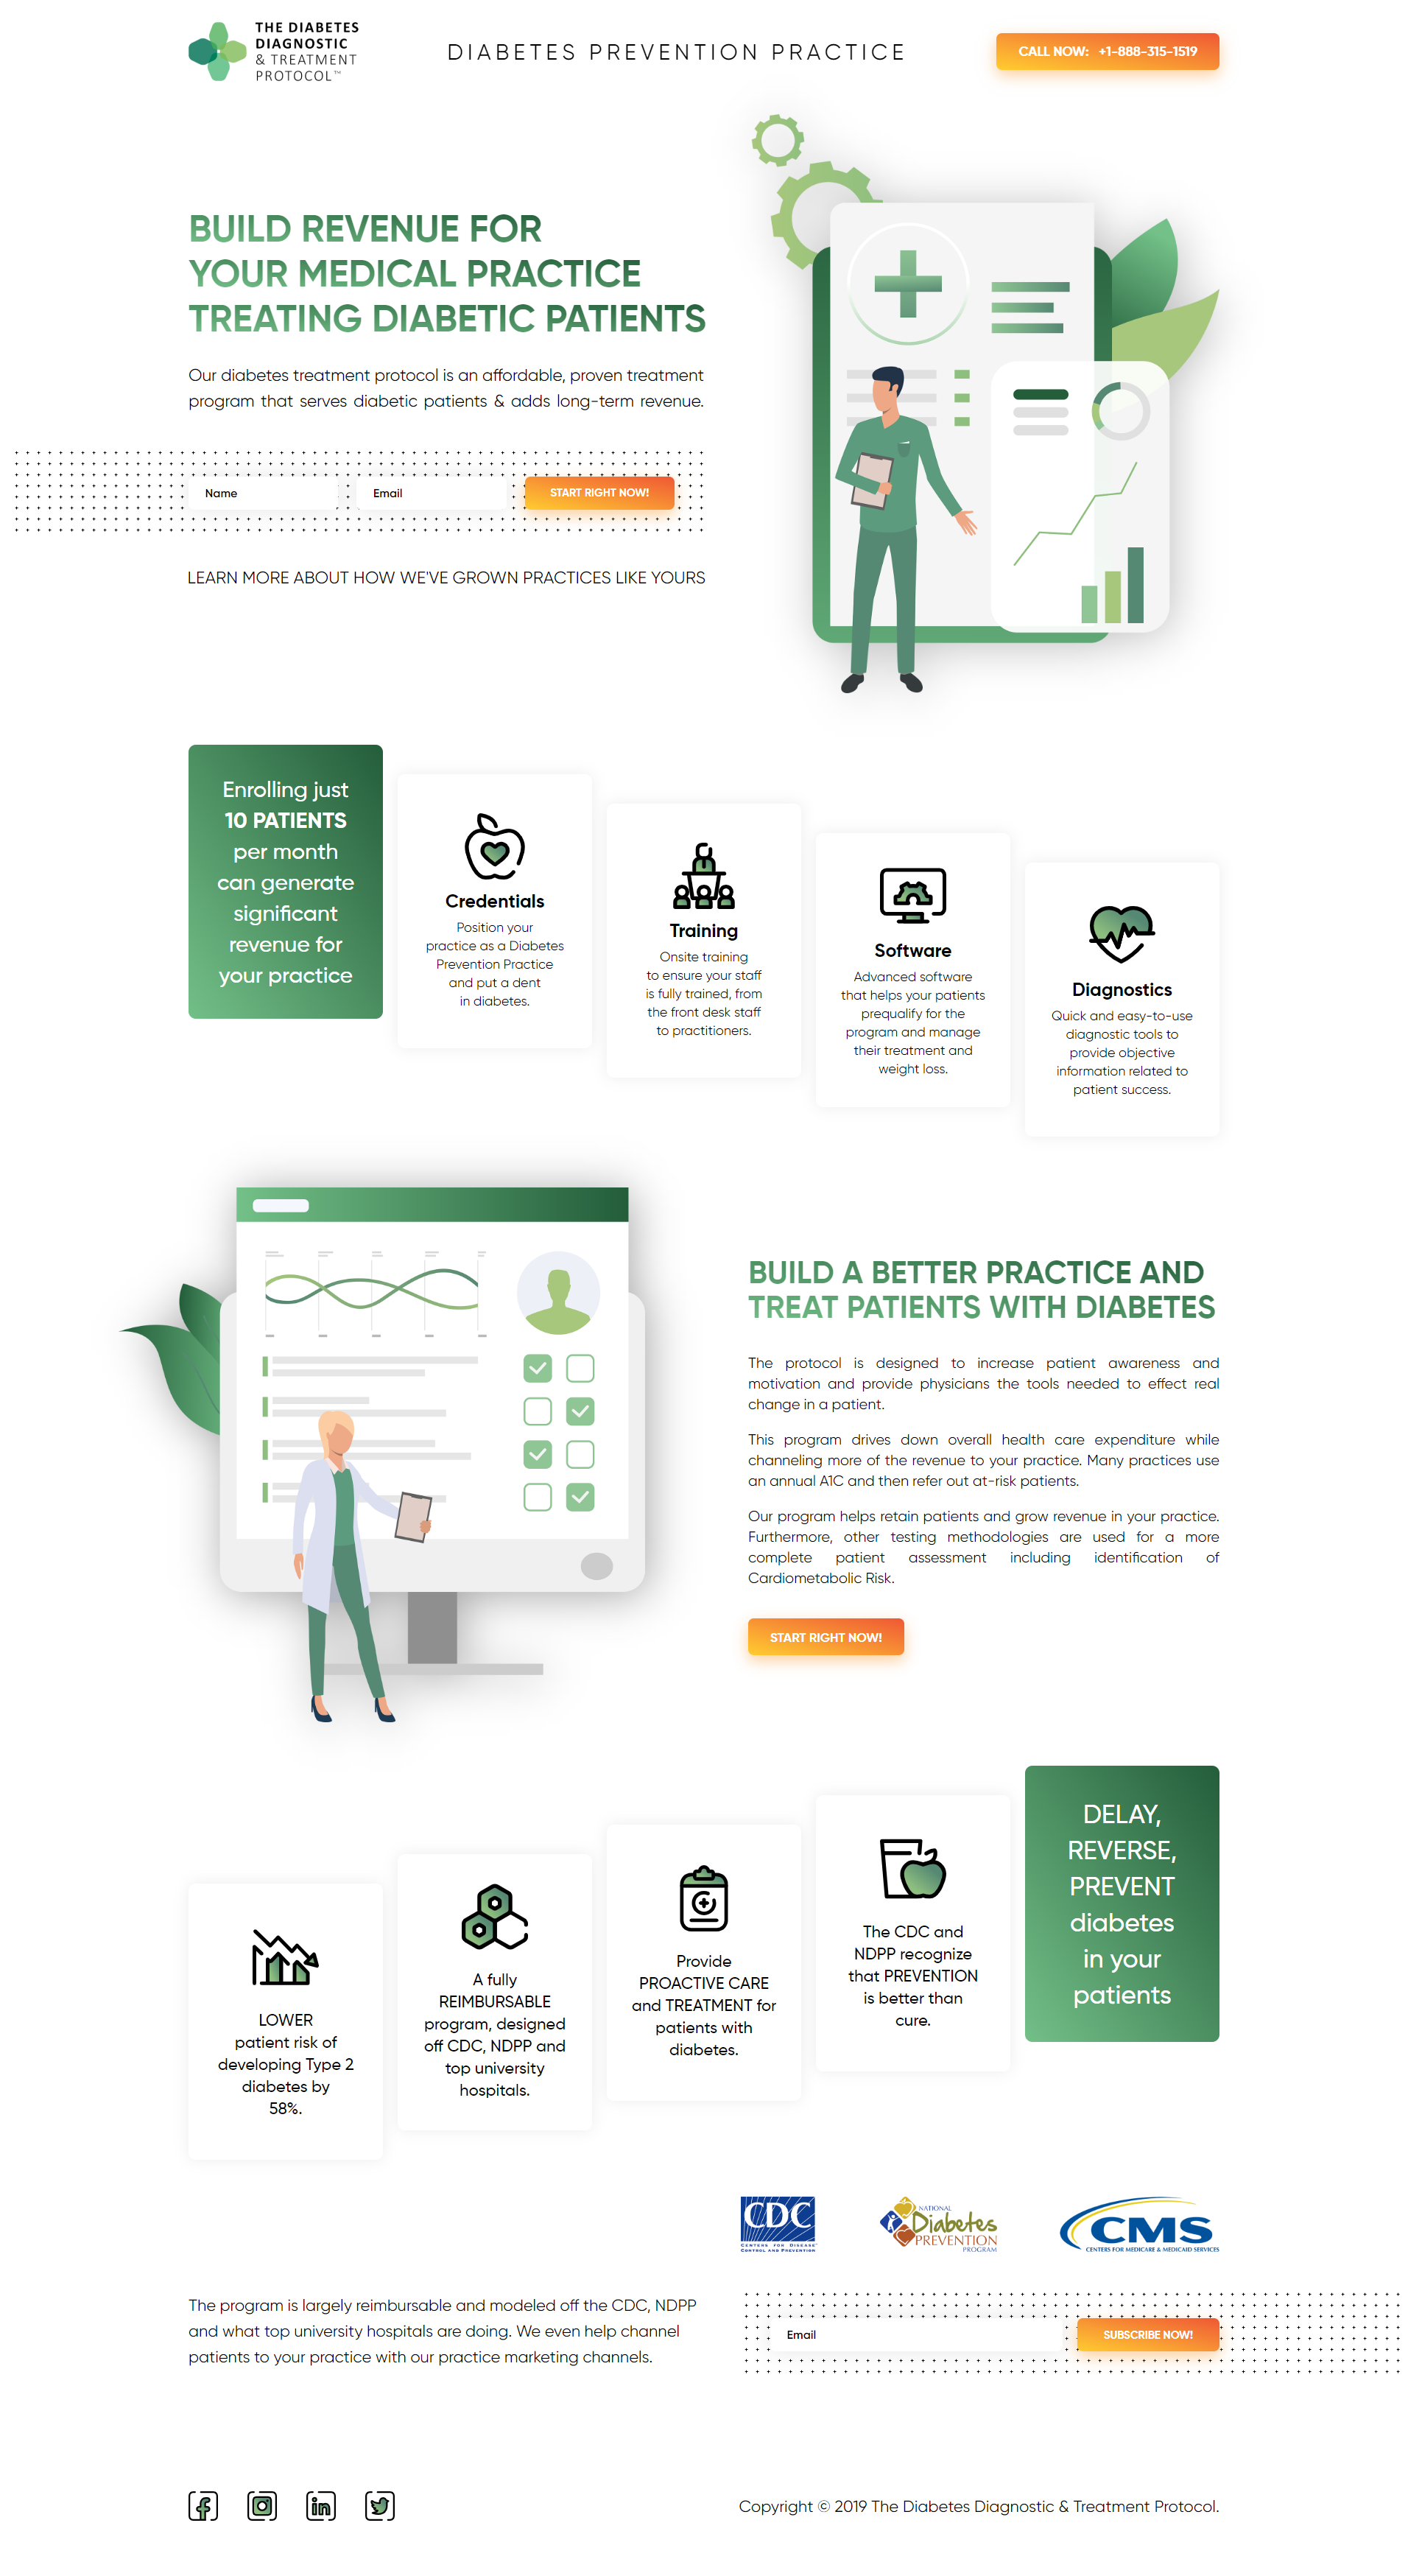 THE DIABETES
DIAGNOSTIC
& TREATMENT
PROTOCOL™
DIABETES PREVENTION PRACTICE
CALL NOW: +1-888-315-1519
BUILD REVENUE FOR
YOUR MEDICAL PRACTICE
TREATING DIABETIC PATIENTS
Our diabetes treatment protocol is an affordable, proven treatment
program that serves diabetic patients & adds long-term revenue.
Name
Email
START RIGHT NOW!
LEARN MORE ABOUT HOW WE'VE GROWN PRACTICES LIKE YOURS
Enrolling just
10 PATIENTS
per month
can generate
significant
revenue for
your practice
Credentials
Position your
practice as a Diabetes
Prevention Practice
and put a dent
in diabetes.
Training
Onsite training
to ensure your staff
is fully trained, from
the front desk staff
to practitioners.
Software
Advanced software
that helps your patients
prequalify for the
program and manage
their treatment and
weight loss.
Diagnostics
Quick and easy-to-use
diagnostic tools to
provide objective
information related to
patient success.
BUILD A BETTER PRACTICE AND
TREAT PATIENTS WITH DIABETES
The protocol is designed to increase patient awareness and
motivation and provide physicians the tools needed to effect real
change in a patient.
This program drives down overall health care expenditure while
channeling more of the revenue to your practice. Many practices use
an annual A1C and then refer out at-risk patients.
Our program helps retain patients and grow revenue in your practice.
Furthermore, other testing methodologies are used for a more
complete patient assessment including identification of
Cardiometabolic Risk.
START RIGHT NOW!
LOWER
patient risk of
developing Type 2
diabetes by
58%.
A fully
REIMBURSABLE
program, designed
off CDC, NDPP and
top university
hospitals.
Provide
PROACTIVE CARE
and TREATMENT for
patients with
diabetes.
The CDC and
NDPP recognize
that PREVENTION
is better than
cure.
DELAY,
REVERSE,
PREVENT
diabetes
in your
patients
CDC
CENTERS FOR DISEASE
CONTROL AND PREVENTION
NATIONAL
Diabetes
PREVENTION
PROGRAM
CMS
CENTERS FOR MEDICARE & MEDICAID SERVICES
The program is largely reimbursable and modeled off the CDC, NDPP
and what top university hospitals are doing. We even help channel
patients to your practice with our practice marketing channels.
Email
SUBSCRIBE NOW!
Copyright © 2019 The Diabetes Diagnostic & Treatment Protocol.